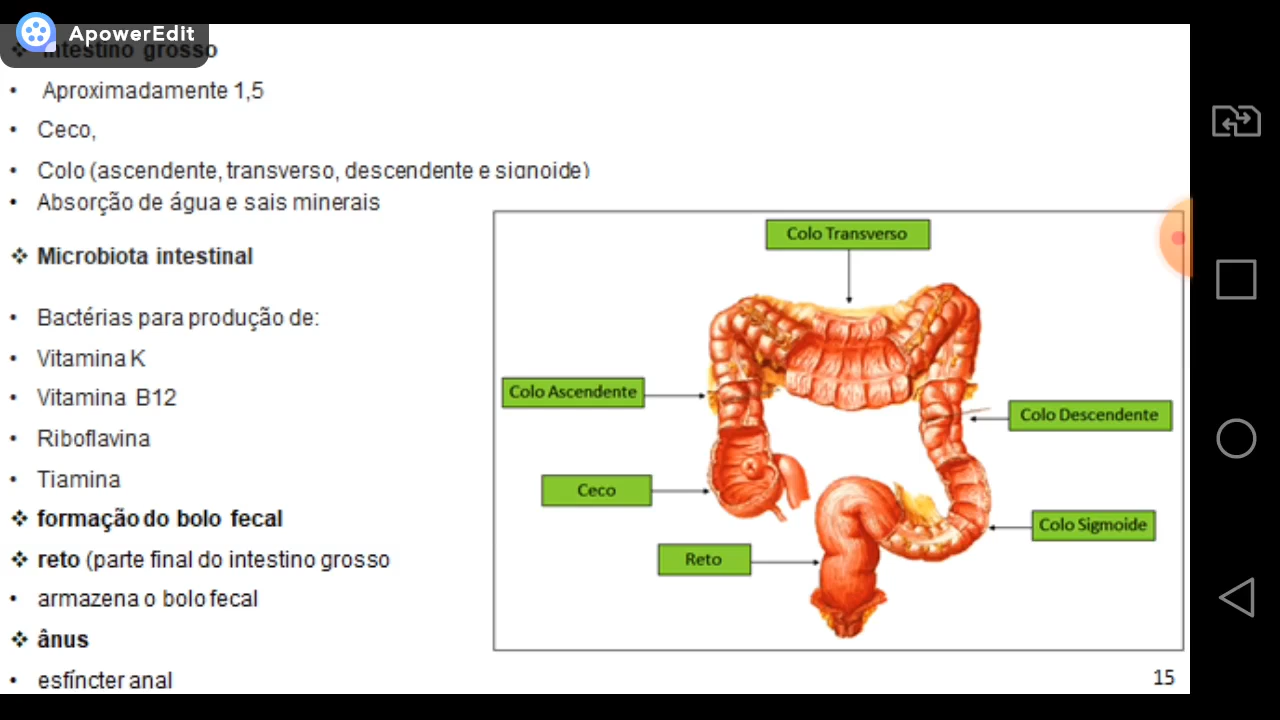 ApowerEdit
❖ Intestino grosso
• Aproximadamente 1,5
• Ceco,
• Colo (ascendente, transverso, descendente e signoide)
• Absorção de água e sais minerais
❖ Microbiota intestinal
• Bactérias para produção de:
• Vitamina K
• Vitamina B12
• Riboflavina
• Tiamina
❖ formação do bolo fecal
❖ reto (parte final do intestino grosso
• armazena o bolo fecal
❖ ânus
• esfíncter anal
Colo Transverso
Colo Ascendente
Colo Descendente
Ceco
Colo Sigmoide
Reto
15